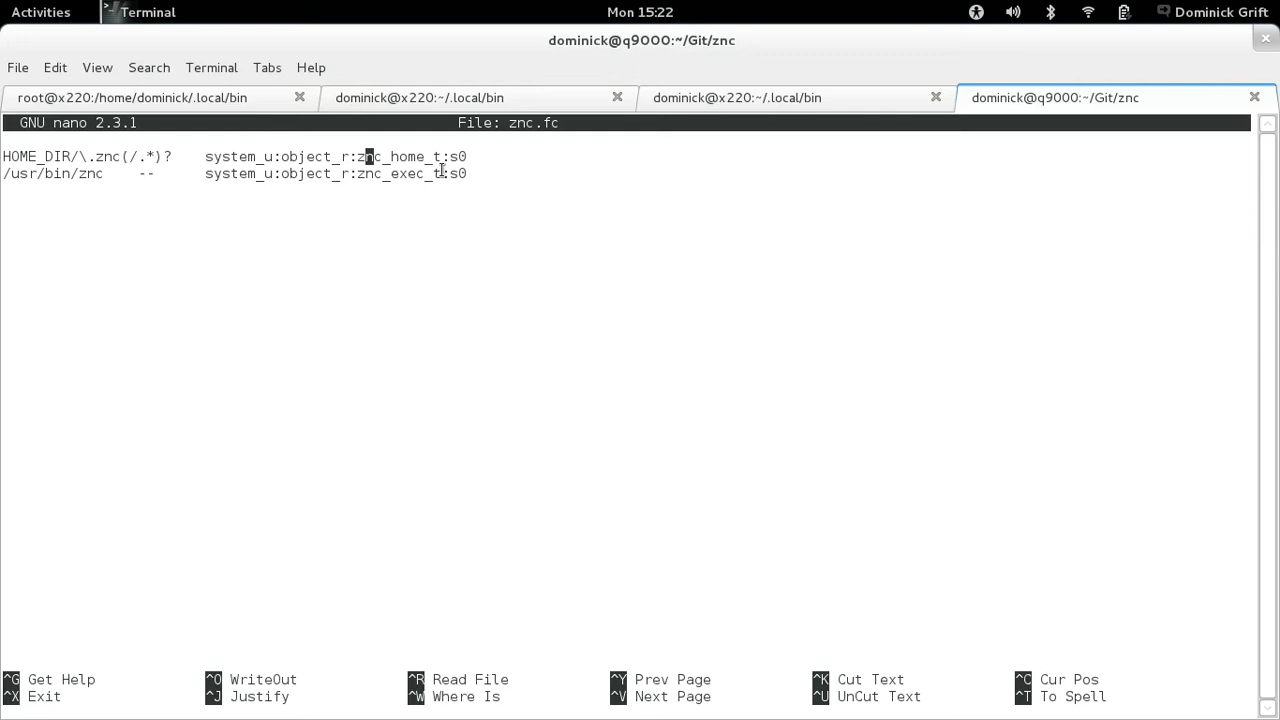 Activities Terminal Mon 15:22 Dominick Grift
dominick@q9000:~/Git/znc
File Edit View Search Terminal Tabs Help
root@x220:/home/dominick/.local/bin dominick@x220:~/.local/bin dominick@x220:~/.local/bin dominick@q9000:~/Git/znc
GNU nano 2.3.1 File: znc.fc
HOME_DIR/\.znc(/.*)? system_u:object_r:znc_home_t:s0
/usr/bin/znc -- system_u:object_r:znc_exec_t:s0
^G Get Help ^O WriteOut ^R Read File ^Y Prev Page ^K Cut Text ^C Cur Pos
^X Exit ^J Justify ^W Where Is ^V Next Page ^U UnCut Text ^T To Spell